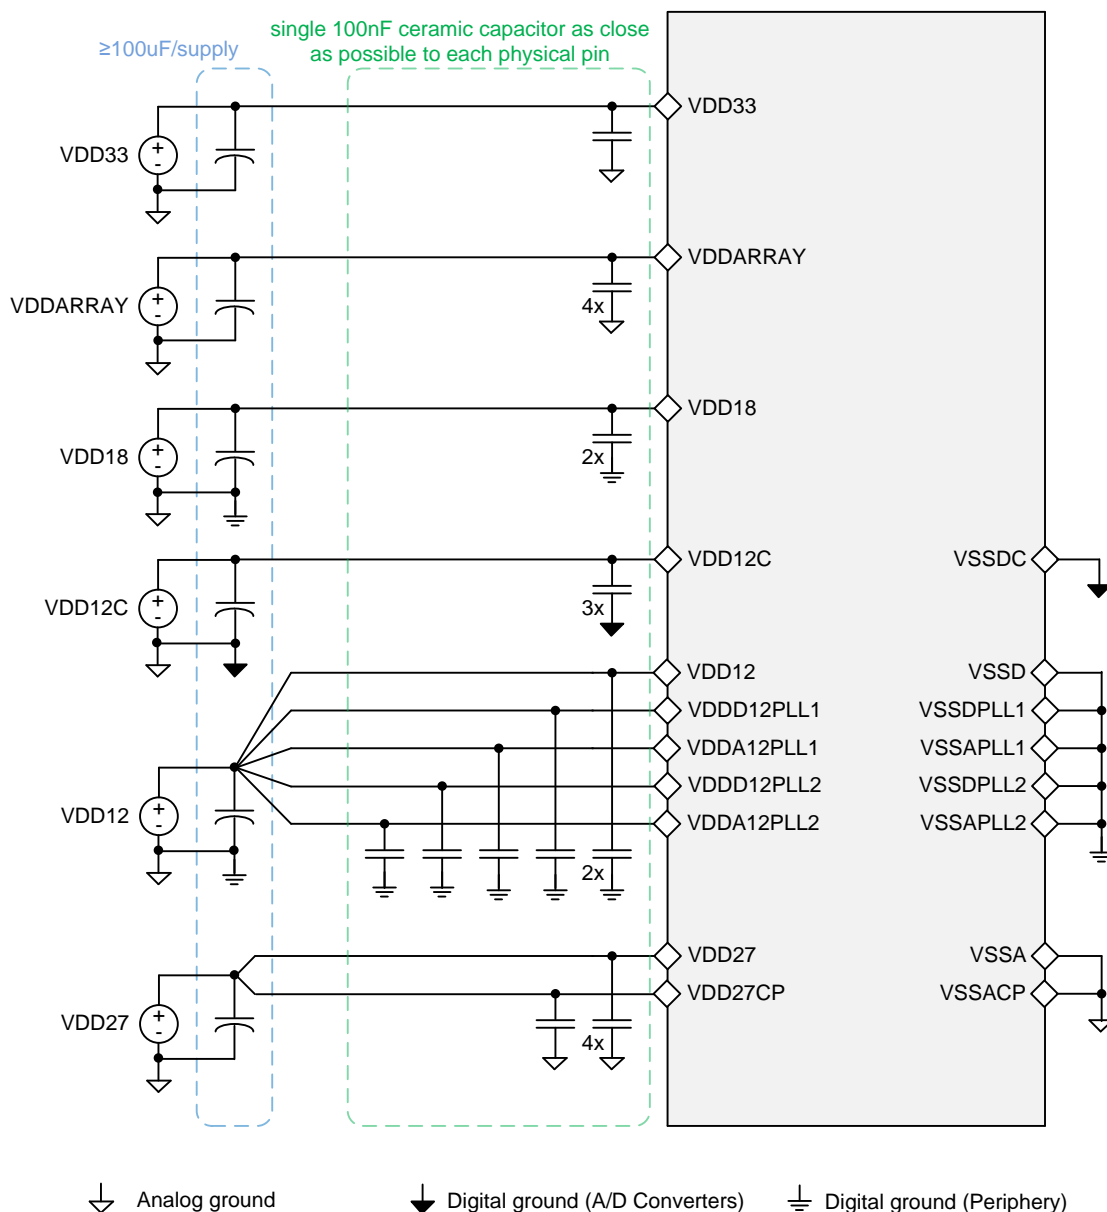 single 100nF ceramic capacitor as close
as possible to each physical pin
≥100uF/supply
VDD33
+
-
VDD33
VDDARRAY
+
-
VDDARRAY
4x
VDD18
+
-
VDD18
2x
VDD12C
+
-
VDD12C
3x
VSSDC
VDD12
VDDD12PLL1
VDDA12PLL1
VDDD12PLL2
VDDA12PLL2
VSSD
VSSDPLL1
VSSAPLL1
VSSDPLL2
VSSAPLL2
VDD12
+
-
2x
VDD27
VDD27CP
VSSA
VSSACP
VDD27
+
-
4x
Analog ground
Digital ground (A/D Converters)
Digital ground (Periphery)